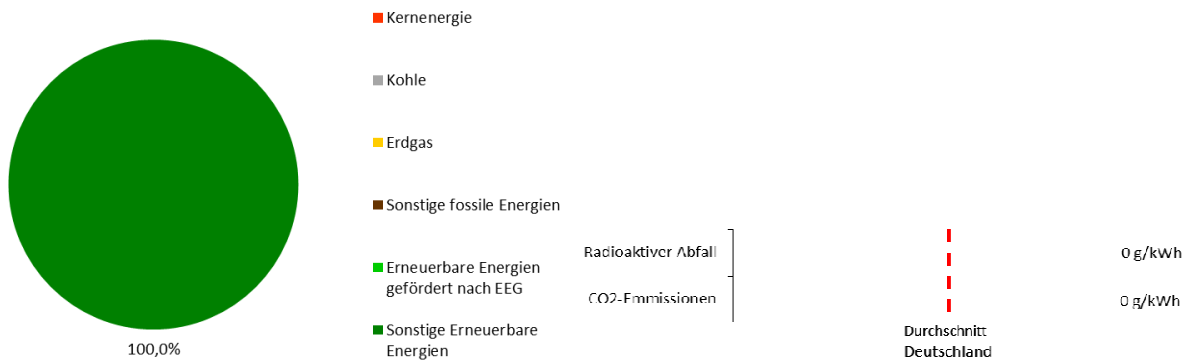 100,0%
Kernenergie
Kohle
Erdgas
Sonstige fossile Energien
Erneuerbare Energien
gefördert nach EEG
Sonstige Erneuerbare
Energien
Radioaktiver Abfall
0 g/kWh
CO2-Emmissionen
0 g/kWh
Durchschnitt
Deutschland